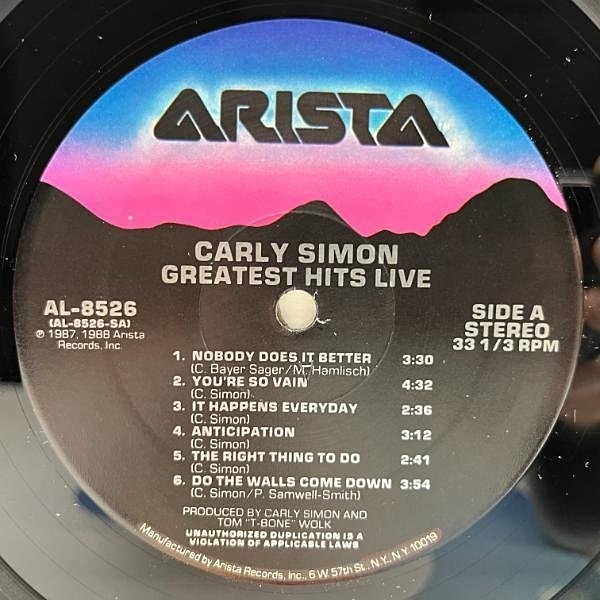 ARISTA
CARLY SIMON
GREATEST HITS LIVE
AL-8526
(AL-8526-SA)
℗ 1987, 1988 Arista
Records, Inc.
SIDE A
STEREO
33 1/3 RPM
1. NOBODY DOES IT BETTER 3:30
(C. Bayer Sager/M. Hamlisch)
2. YOU'RE SO VAIN 4:32
(C. Simon)
3. IT HAPPENS EVERYDAY 2:36
(C. Simon)
4. ANTICIPATION 3:12
(C. Simon)
5. THE RIGHT THING TO DO 2:41
(C. Simon)
6. DO THE WALLS COME DOWN 3:54
(C. Simon/P. Samwell-Smith)
PRODUCED BY CARLY SIMON AND
TOM "T-BONE" WOLK
UNAUTHORIZED DUPLICATION IS A
VIOLATION OF APPLICABLE LAWS
Manufactured by Arista Records, Inc., 6 W. 57th St., N.Y., N.Y. 10019